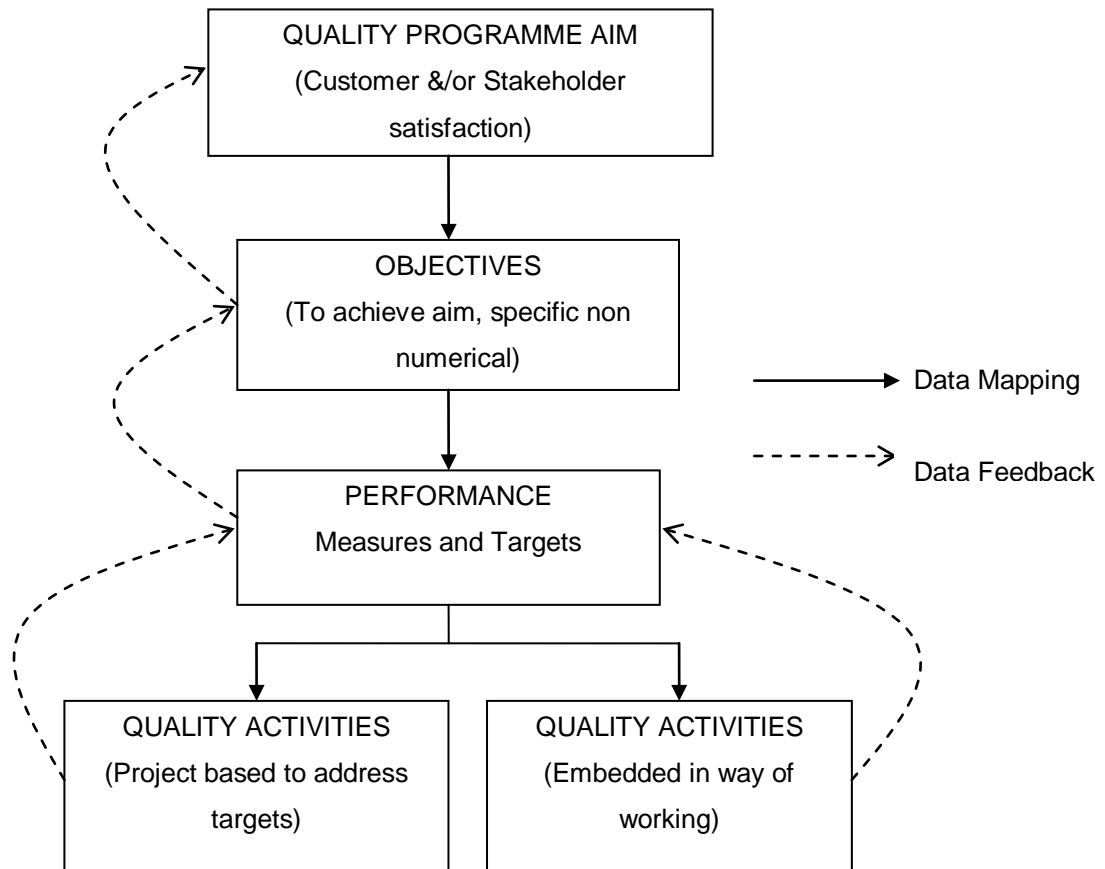 QUALITY PROGRAMME AIM
(Customer &/or Stakeholder
satisfaction)
OBJECTIVES
(To achieve aim, specific non
numerical)
Data Mapping
Data Feedback
PERFORMANCE
Measures and Targets
QUALITY ACTIVITIES
(Project based to address
targets)
QUALITY ACTIVITIES
(Embedded in way of
working)